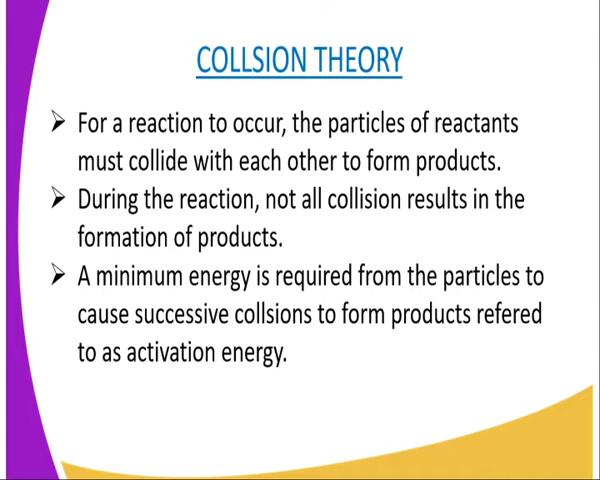 COLLSION THEORY
For a reaction to occur, the particles of reactants
must collide with each other to form products.
During the reaction, not all collision results in the
formation of products.
A minimum energy is required from the particles to
cause successive collsions to form products refered
to as activation energy.